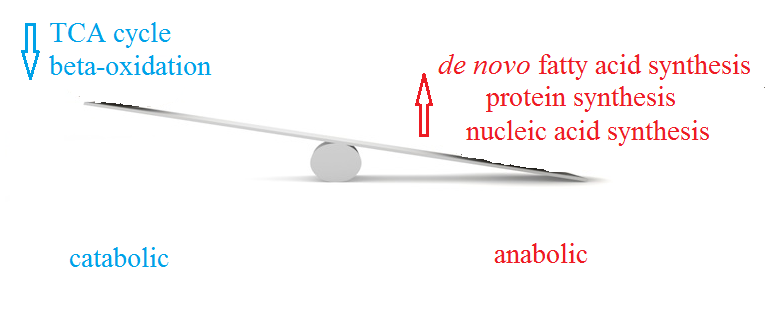 TCA cycle
beta-oxidation
de novo fatty acid synthesis
protein synthesis
nucleic acid synthesis
catabolic
anabolic